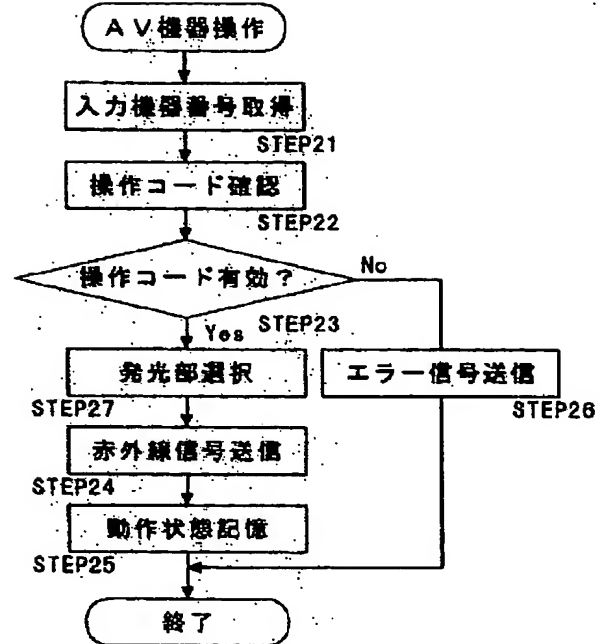 AV機器操作
入力機器番号取得
STEP21
操作コード確認
STEP22
操作コード有効？
No
Yes
STEP23
発光部選択
STEP27
エラー信号送信
STEP26
赤外線信号送信
STEP24
動作状態記憶
STEP25
終了